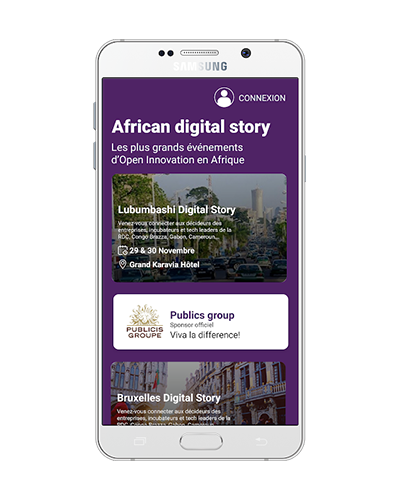 SAMSUNG
CONNEXION
African digital story
Les plus grands événements
d'Open Innovation en Afrique
Lubumbashi Digital Story
Venez-vous connecter aux décideurs des
entreprises, incubateurs et tech leaders de la
RDC, Congo Brazza, Gabon, Cameroun,..
29 & 30 Novembre
Grand Karavia Hôtel
PUBLICIS
GROUPE
Publics group
Sponsor officiel
Viva la difference!
Bruxelles Digital Story
Venez-vous connecter aux décideurs des
entreprises, incubateurs et tech leaders de la
RDC, Congo Brazza, Gabon, Cameroun,